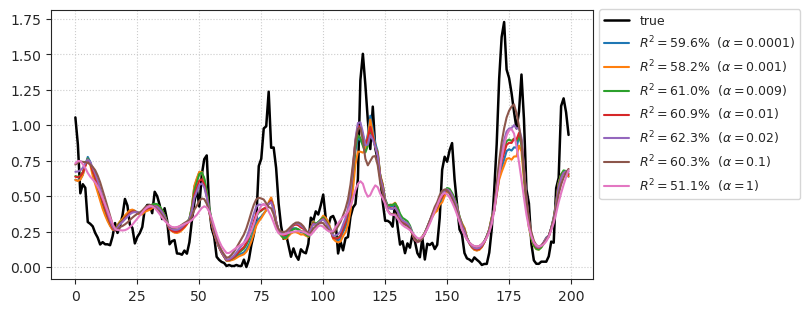 1.75
1.50
1.25
1.00
0.75
0.50
0.25
0.00
0 25 50 75 100 125 150 175 200
true
R² = 59.6% (α = 0.0001)
R² = 58.2% (α = 0.001)
R² = 61.0% (α = 0.009)
R² = 60.9% (α = 0.01)
R² = 62.3% (α = 0.02)
R² = 60.3% (α = 0.1)
R² = 51.1% (α = 1)